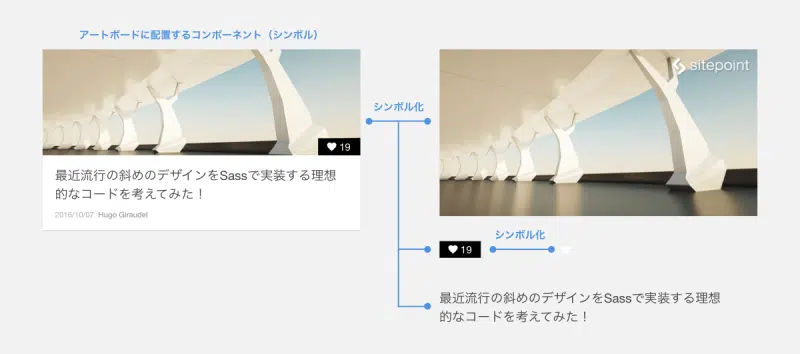 アートボードに配置するコンポーネント（シンボル）
19
最近流行の斜めのデザインをSassで実装する理想
的なコードを考えてみた！
2016/10/07 Hugo Giraudel
シンボル化
sitepoint
19
シンボル化
最近流行の斜めのデザインをSassで実装する理想
的なコードを考えてみた！